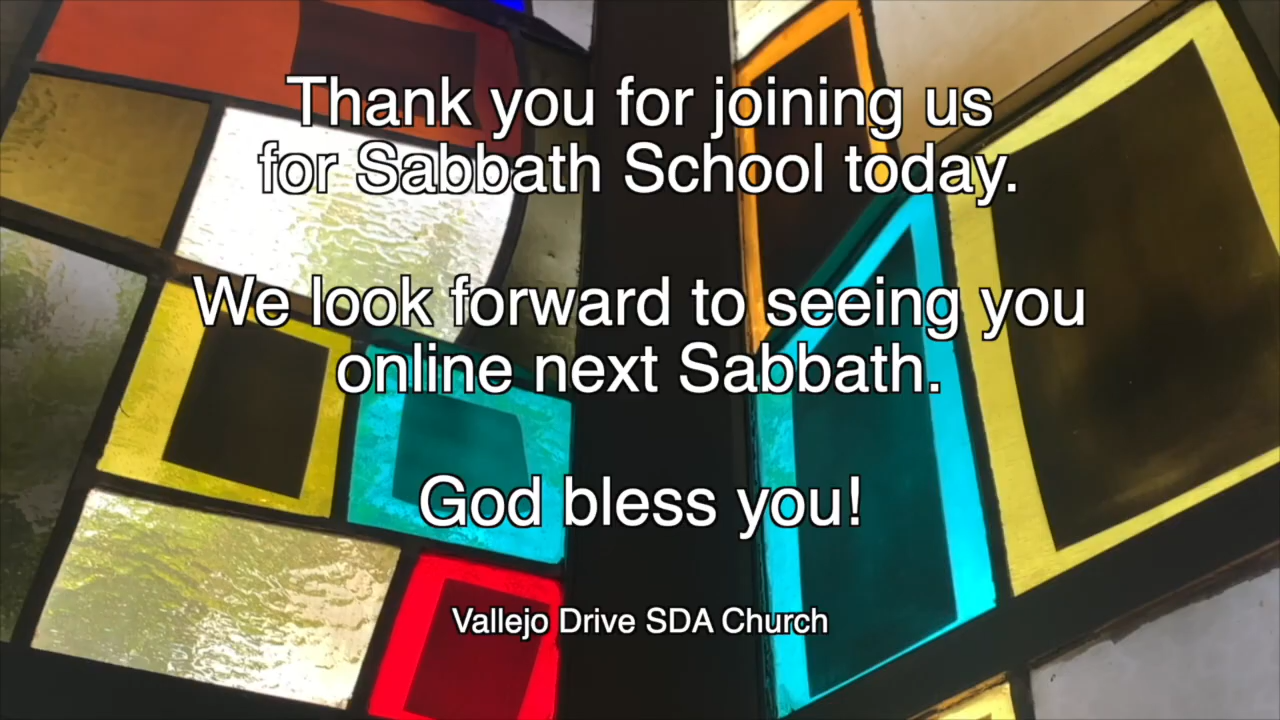 Thank you for joining us
for Sabbath School today.
We look forward to seeing you
online next Sabbath.
God bless you!
Vallejo Drive SDA Church